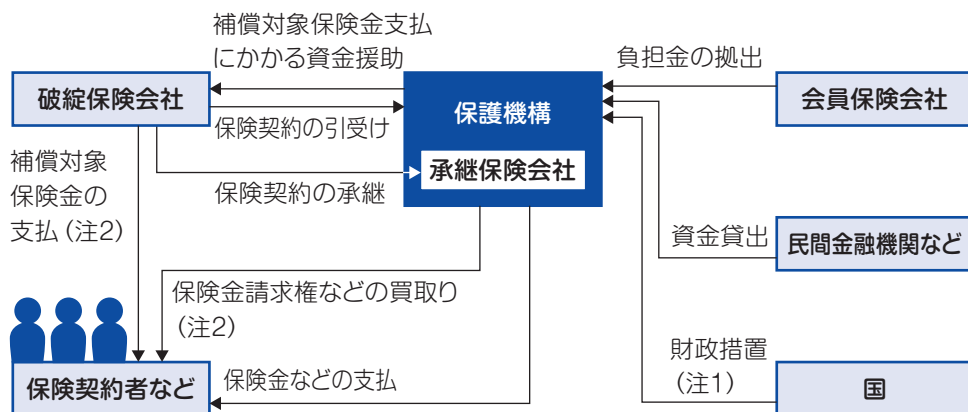 補償対象保険金支払
にかかる資金援助
負担金の拠出
破綻保険会社
保護機構
会員保険会社
保険契約の引受け
補償対象
保険金の
支払(注2)
承継保険会社
保険契約の承継
資金貸出
民間金融機関など
保険金請求権などの買取り
(注2)
財政措置
(注1)
保険契約者など
保険金などの支払
国